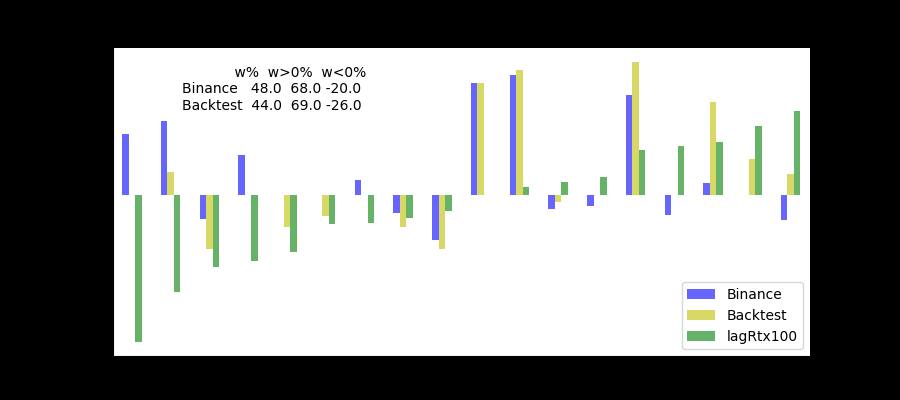 w% w>0% w<0%
Binance 48.0 68.0 -20.0
Backtest 44.0 69.0 -26.0
Binance
Backtest
lagRtx100